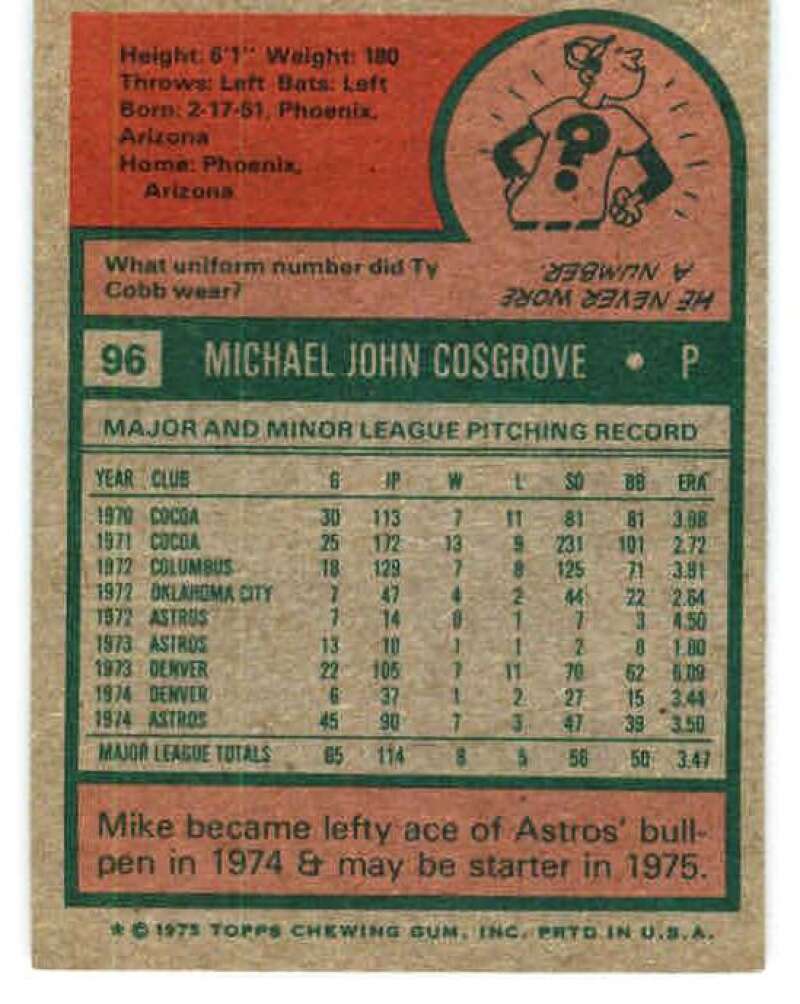 Height: 6'1" Weight: 180
Throws: Left Bats: Left
Born: 2-17-51, Phoenix,
Arizona
Home: Phoenix,
Arizona
?
What uniform number did Ty
Cobb wear?
HE NEVER WORE
A NUMBER.
96 MICHAEL JOHN COSGROVE • P
MAJOR AND MINOR LEAGUE PITCHING RECORD
YEAR CLUB G IP W L SO BB ERA
1970 COCOA 30 113 7 11 81 81 3.98
1971 COCOA 25 172 13 9 231 101 2.72
1972 COLUMBUS 18 129 7 8 125 71 3.91
1972 OKLAHOMA CITY 7 47 4 2 44 22 2.64
1972 ASTROS 7 14 0 1 7 3 4.50
1973 ASTROS 13 10 1 1 2 8 1.80
1973 DENVER 22 105 7 11 70 62 6.09
1974 DENVER 6 37 1 2 27 15 3.44
1974 ASTROS 45 90 7 3 47 39 3.50
MAJOR LEAGUE TOTALS 65 114 8 5 56 50 3.47
Mike became lefty ace of Astros' bull-
pen in 1974 & may be starter in 1975.
* © 1975 TOPPS CHEWING GUM, INC. PRTD IN U.S.A.